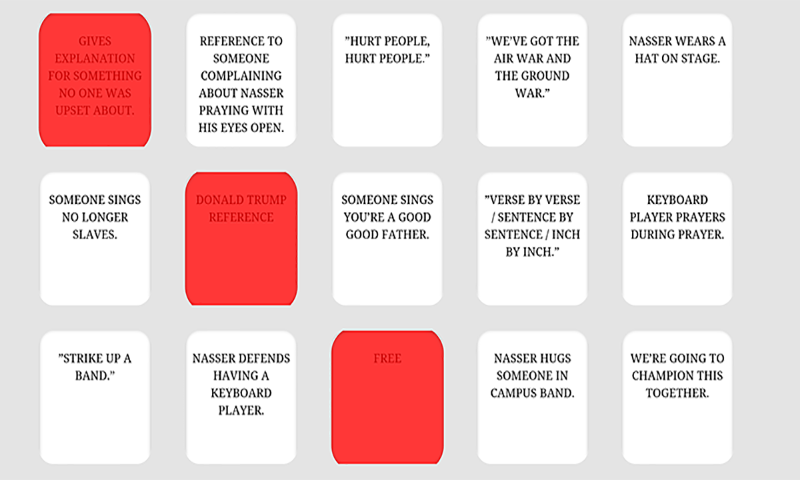 GIVES
EXPLANATION
FOR SOMETHING
NO ONE WAS
UPSET ABOUT.
REFERENCE TO
SOMEONE
COMPLAINING
ABOUT NASSER
PRAYING WITH
HIS EYES OPEN.
"HURT PEOPLE,
HURT PEOPLE."
"WE'VE GOT THE
AIR WAR AND
THE GROUND
WAR."
NASSER WEARS A
HAT ON STAGE.
SOMEONE SINGS
NO LONGER
SLAVES.
DONALD TRUMP
REFERENCE
SOMEONE SINGS
YOU'RE A GOOD
GOOD FATHER.
"VERSE BY VERSE
/ SENTENCE BY
SENTENCE / INCH
BY INCH."
KEYBOARD
PLAYER PRAYERS
DURING PRAYER.
"STRIKE UP A
BAND."
NASSER DEFENDS
HAVING A
KEYBOARD
PLAYER.
FREE
NASSER HUGS
SOMEONE IN
CAMPUS BAND.
WE'RE GOING TO
CHAMPION THIS
TOGETHER.